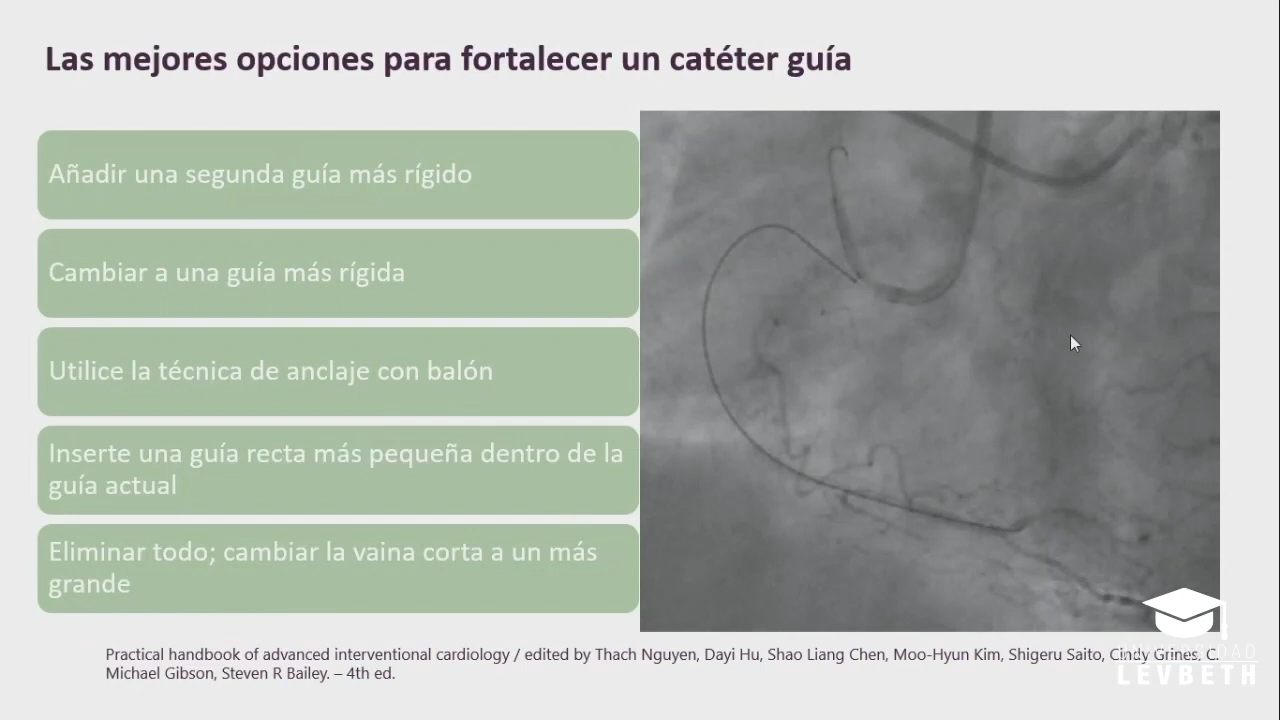 Las mejores opciones para fortalecer un catéter guía
Añadir una segunda guía más rígido
Cambiar a una guía más rígida
Utilice la técnica de anclaje con balón
Inserte una guía recta más pequeña dentro de la
guía actual
Eliminar todo; cambiar la vaina corta a un más
grande
Practical handbook of advanced interventional cardiology / edited by Thach Nguyen, Dayi Hu, Shao Liang Chen, Moo-Hyun Kim, Shigeru Saito, Cindy Grines, C.
Michael Gibson, Steven R Bailey. – 4th ed.
LEVBETH